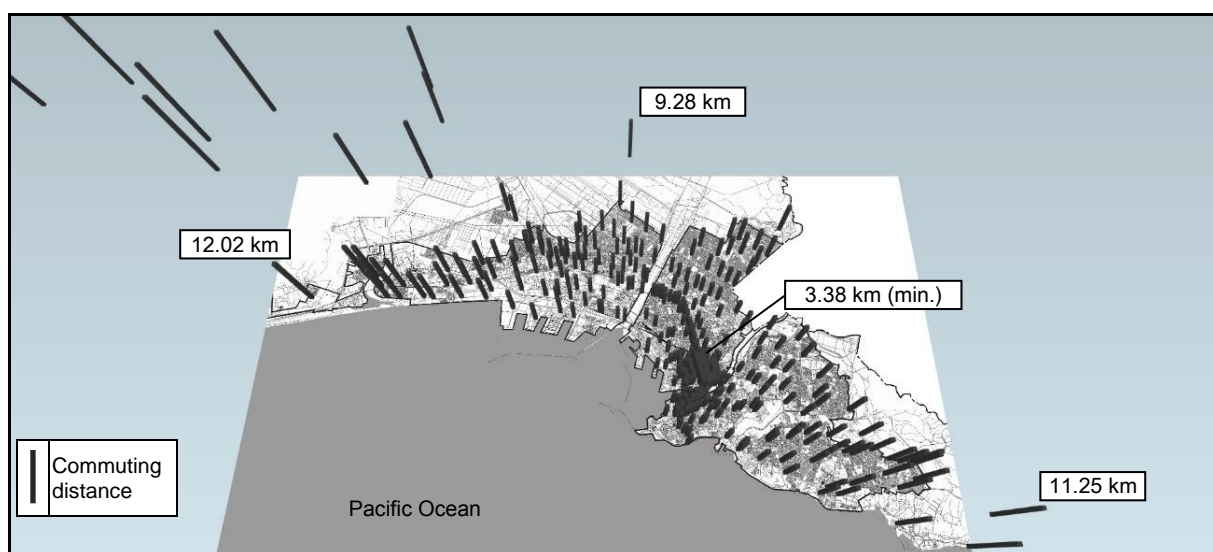 9.28 km
12.02 km
3.38 km (min.)
11.25 km
Commuting
distance
Pacific Ocean